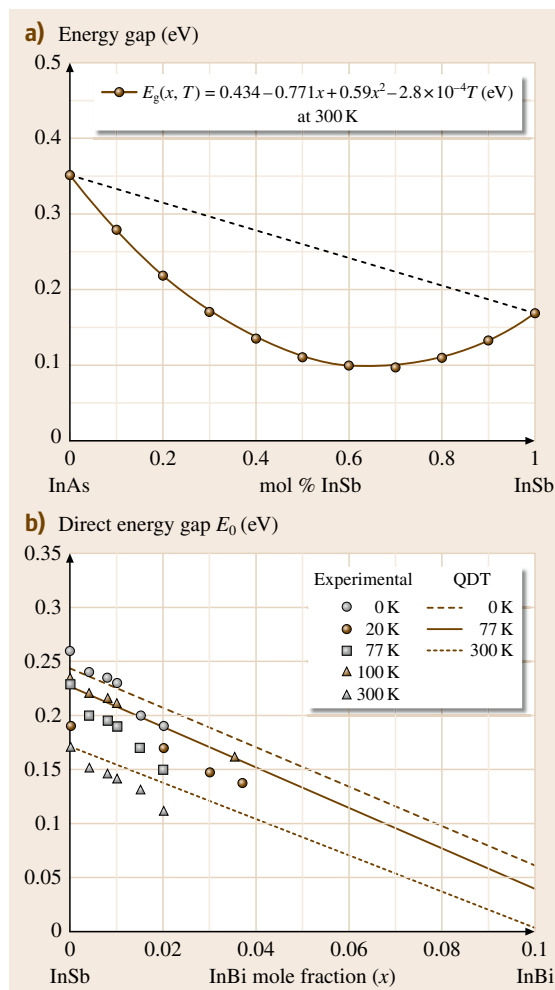 a) Energy gap (eV)
0.5
E_g(x, T) = 0.434 – 0.771x + 0.59x² – 2.8 × 10⁻⁴T (eV)
at 300 K
0.4
0.3
0.2
0.1
0
0 0.2 0.4 0.6 0.8 1
InAs mol % InSb InSb
b) Direct energy gap E₀ (eV)
0.35
Experimental QDT
0 K 0 K
20 K 77 K
77 K 300 K
100 K
300 K
0.3
0.25
0.2
0.15
0.1
0.05
0
0 0.02 0.04 0.06 0.08 0.1
InSb InBi mole fraction (x) InBi